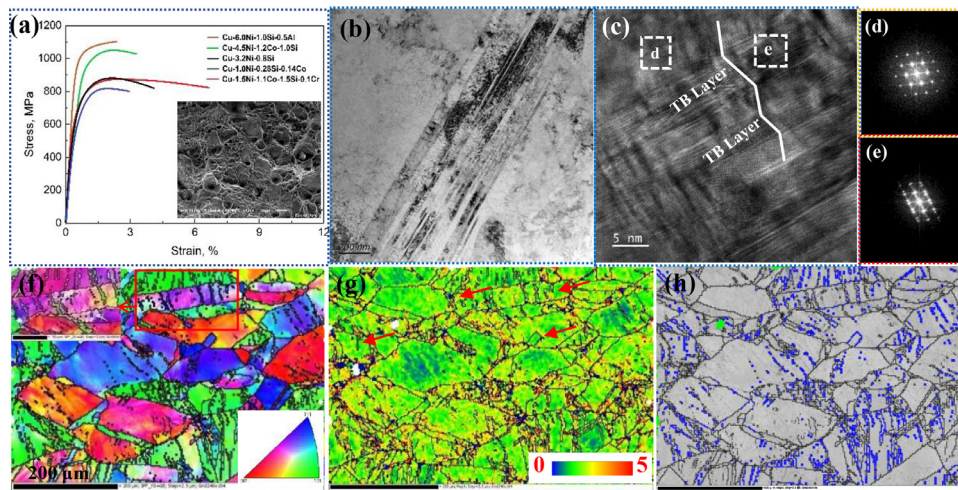 (a)
1200
1000
800
600
400
200
0
Stress, MPa
0
3
6
9
12
Strain, %
Cu-6.0Ni-1.0Si-0.5Al
Cu-4.5Ni-1.2Co-1.0Si
Cu-3.2Ni-0.8Si
Cu-1.0Ni-0.28Si-0.14Co
Cu-1.5Ni-1.1Co-1.5Si-0.1Cr
(b)
(c)
d
e
TB Layer
TB Layer
5 nm
(d)
(e)
(f)
200 μm
111
(g)
0
5
(h)